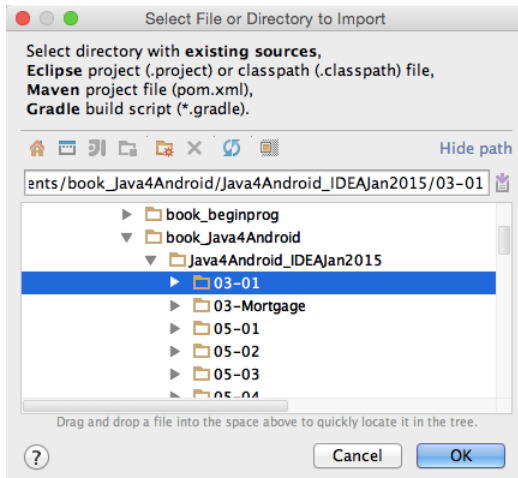 Select File or Directory to Import
Select directory with existing sources,
Eclipse project (.project) or classpath (.classpath) file,
Maven project file (pom.xml),
Gradle build script (*.gradle).
Hide path
ents/book_Java4Android/Java4Android_IDEAJan2015/03-01
book_beginprog
book_Java4Android
Java4Android_IDEAJan2015
03-01
03-Mortgage
05-01
05-02
05-03
05-04
Drag and drop a file into the space above to quickly locate it in the tree.
? Cancel OK